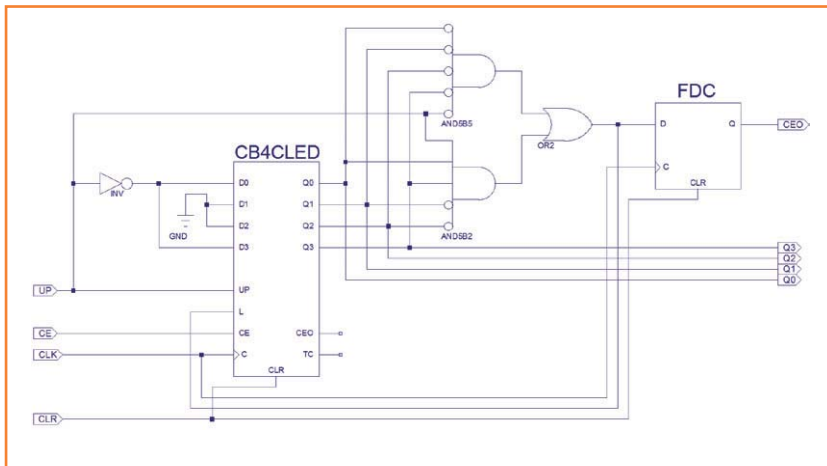 FDC
D
Q
CEO
AND5B5
OR2
C
CLR
CB4CLED
INV
D0
Q0
D1
Q1
GND
D2
Q2
AND5B2
D3
Q3
Q3
Q2
Q1
Q0
UP
UP
L
CE
CE
CEO
CLK
C
TC
CLR
CLR